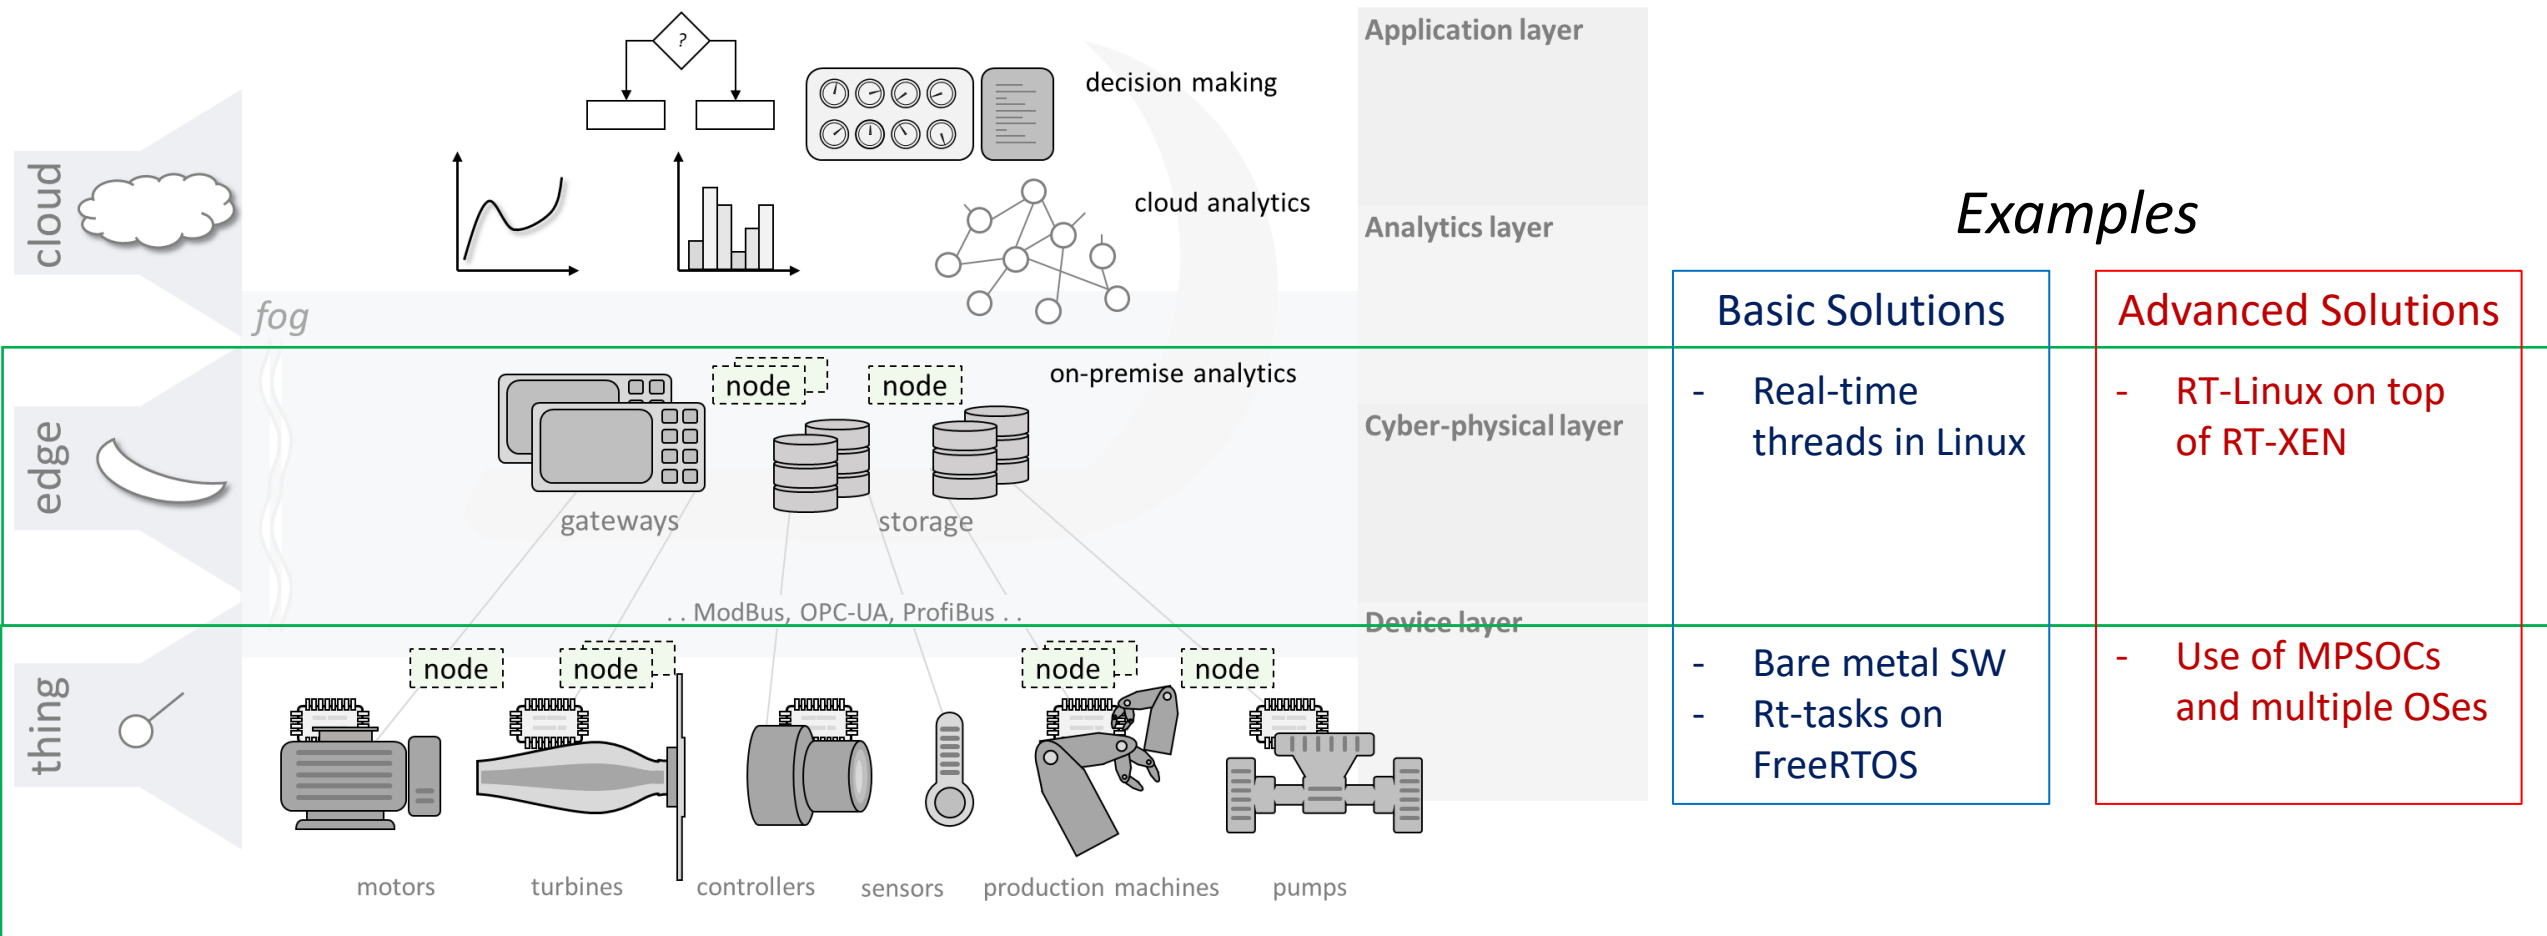 ?
decision making
Application layer
cloud
cloud analytics
Analytics layer
Examples
fog
Basic Solutions
Advanced Solutions
edge
node
node
on-premise analytics
Cyber-physical layer
gateways
storage
- Real-time
threads in Linux
- RT-Linux on top
of RT-XEN
. . ModBus, OPC-UA, ProfiBus . .
Device layer
thing
node
node
node
node
- Bare metal SW
- Rt-tasks on
FreeRTOS
- Use of MPSOCs
and multiple OSes
motors
turbines
controllers
sensors
production machines
pumps